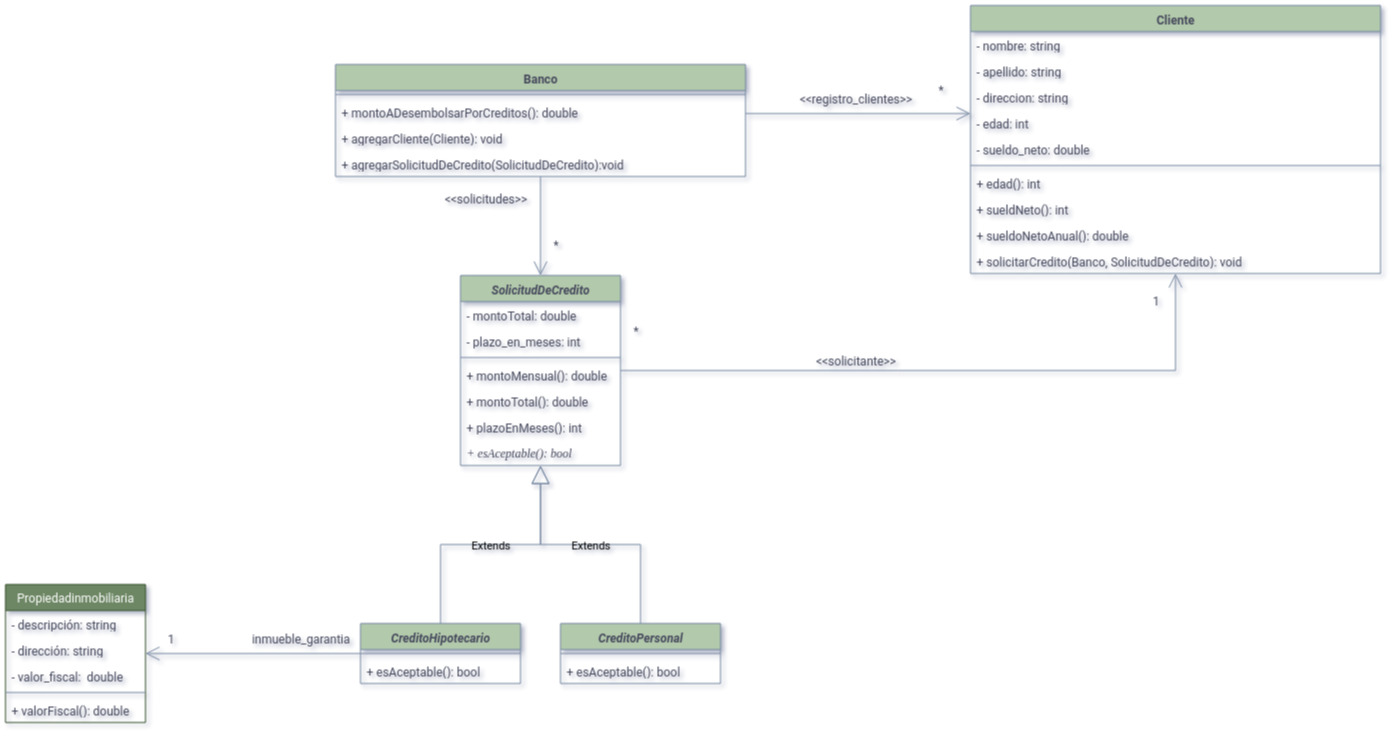 Cliente
- nombre: string
- apellido: string
- direccion: string
- edad: int
- sueldo_neto: double
+ edad(): int
+ sueldNeto(): int
+ sueldoNetoAnual(): double
+ solicitarCredito(Banco, SolicitudDeCredito): void
Banco
+ montoADesembolsarPorCreditos(): double
+ agregarCliente(Cliente): void
+ agregarSolicitudDeCredito(SolicitudDeCredito):void
<<registro_clientes>>
*
<<solicitudes>>
*
SolicitudDeCredito
- montoTotal: double
- plazo_en_meses: int
+ montoMensual(): double
+ montoTotal(): double
+ plazoEnMeses(): int
+ esAceptable(): bool
*
<<solicitante>>
1
Extends
Extends
Propiedadinmobiliaria
- descripción: string
- dirección: string
- valor_fiscal: double
+ valorFiscal(): double
1
inmueble_garantia
CreditoHipotecario
+ esAceptable(): bool
CreditoPersonal
+ esAceptable(): bool